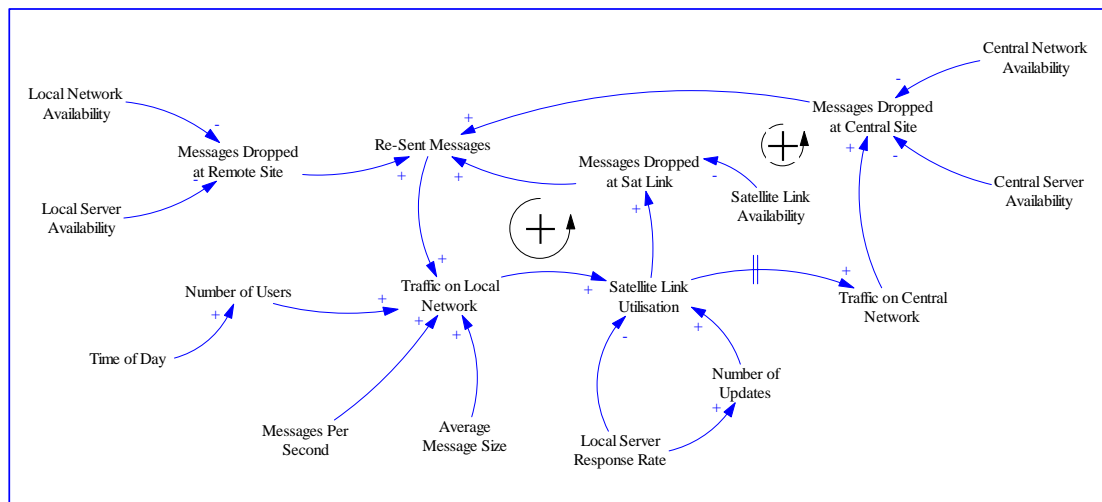 Central Network
Availability
Local Network
Availability
Messages Dropped
at Central Site
Re-Sent Messages
Messages Dropped
at Remote Site
Messages Dropped
at Sat Link
Satellite Link
Availability
Central Server
Availability
Local Server
Availability
Number of Users
Traffic on Local
Network
Satellite Link
Utilisation
Traffic on Central
Network
Time of Day
Number of
Updates
Messages Per
Second
Average
Message Size
Local Server
Response Rate